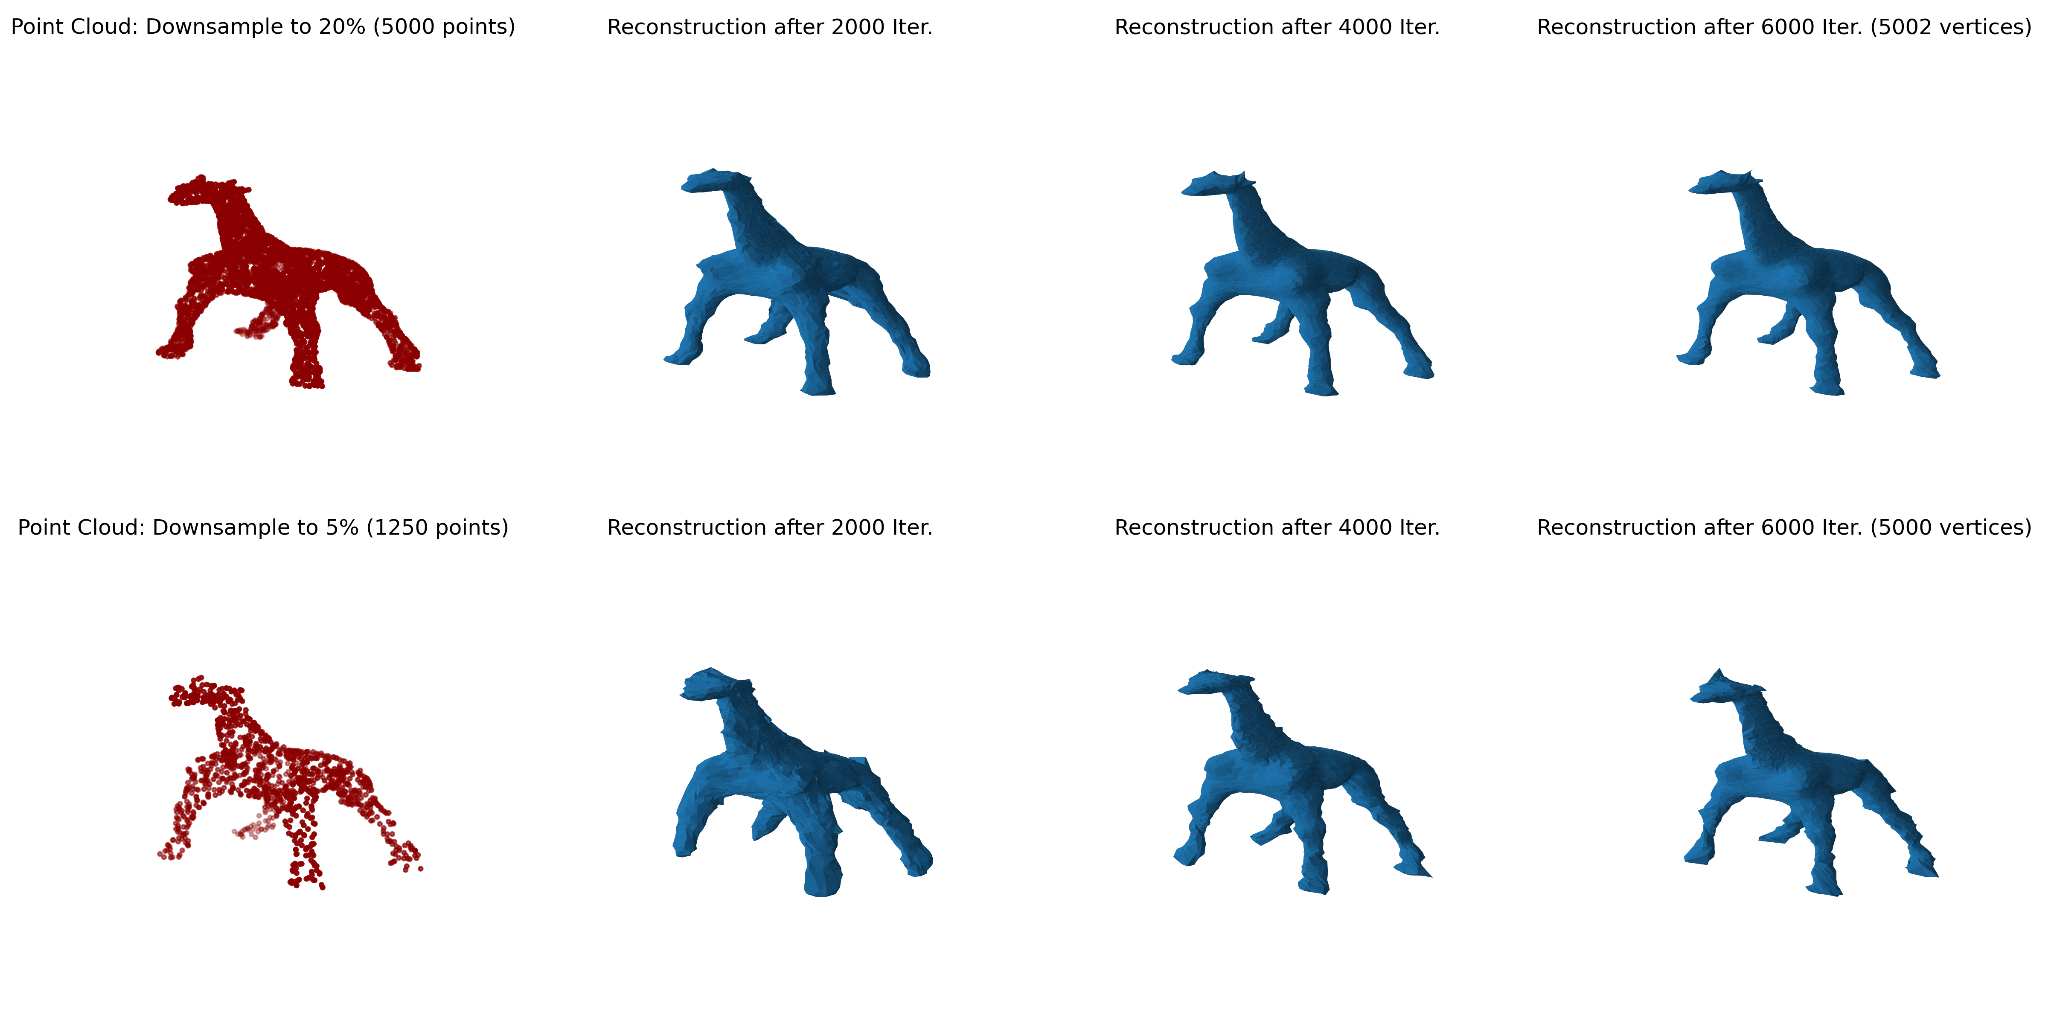 Point Cloud: Downsample to 20% (5000 points)
Reconstruction after 2000 Iter.
Reconstruction after 4000 Iter.
Reconstruction after 6000 Iter. (5002 vertices)
Point Cloud: Downsample to 5% (1250 points)
Reconstruction after 2000 Iter.
Reconstruction after 4000 Iter.
Reconstruction after 6000 Iter. (5000 vertices)